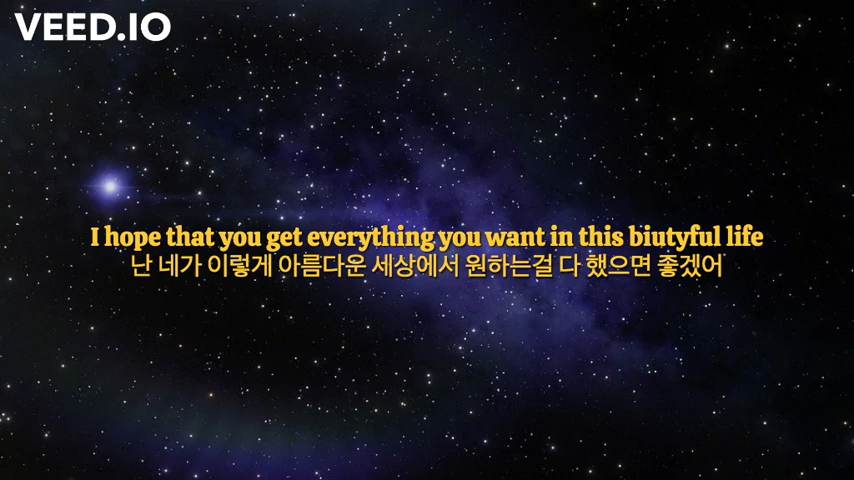 VEED.IO
I hope that you get everything you want in this biutyful life
난 네가 이렇게 아름다운 세상에서 원하는걸 다 했으면 좋겠어